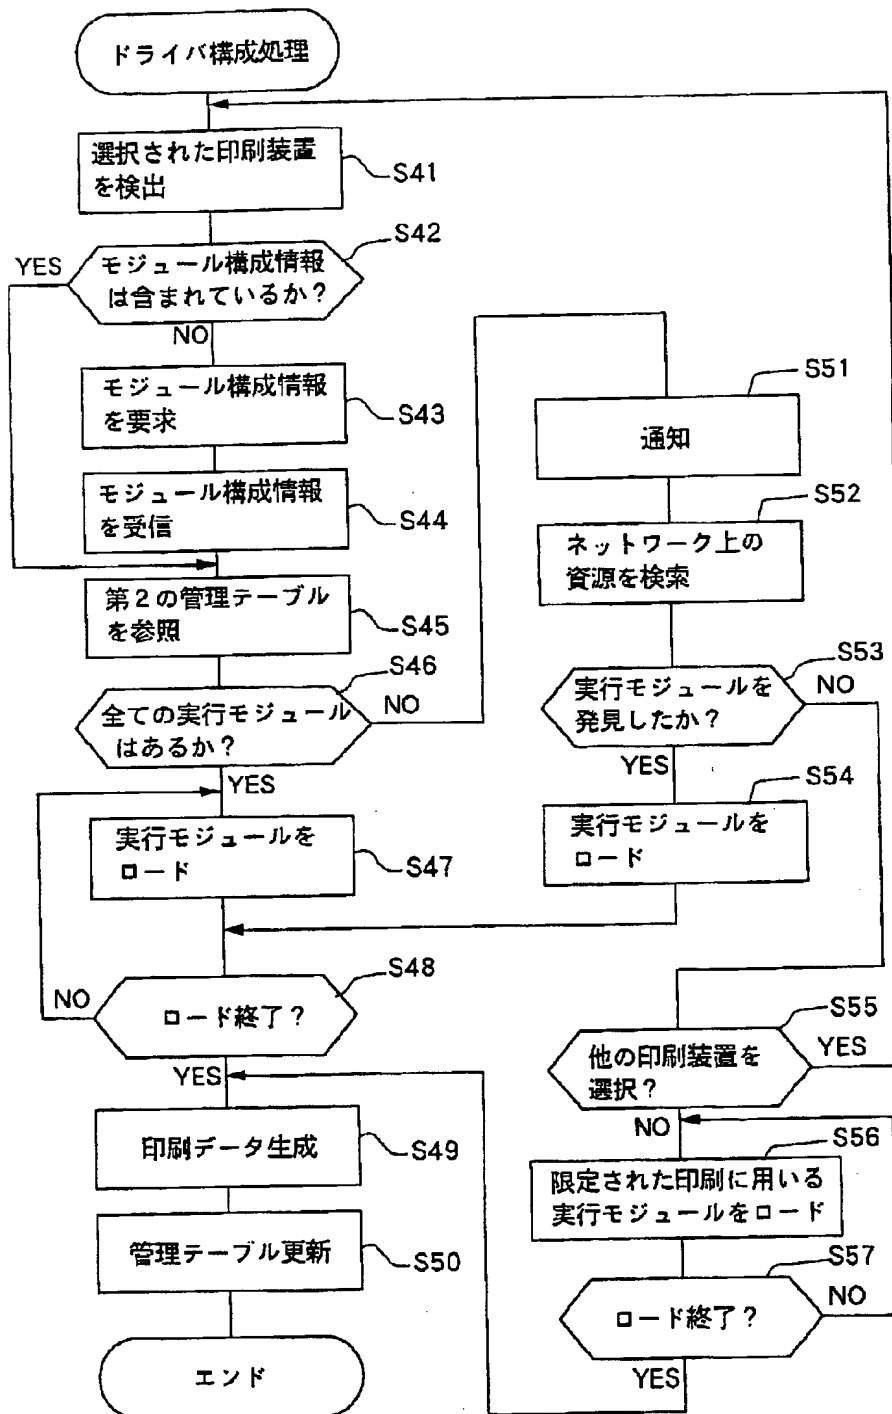 ドライバ構成処理
選択された印刷装置
を検出
S41
S42
YES
モジュール構成情報
は含まれているか?
NO
モジュール構成情報
を要求
S43
モジュール構成情報
を受信
S44
第2の管理テーブル
を参照
S45
S46
全ての実行モジュール
はあるか?
NO
YES
実行モジュールを
ロード
S47
S48
NO
ロード終了?
YES
印刷データ生成
S49
管理テーブル更新
S50
エンド
S51
通知
S52
ネットワーク上の
資源を検索
S53
実行モジュールを
発見したか?
NO
YES
S54
実行モジュールを
ロード
S55
他の印刷装置を
選択?
YES
NO
S56
限定された印刷に用いる
実行モジュールをロード
S57
ロード終了?
NO
YES